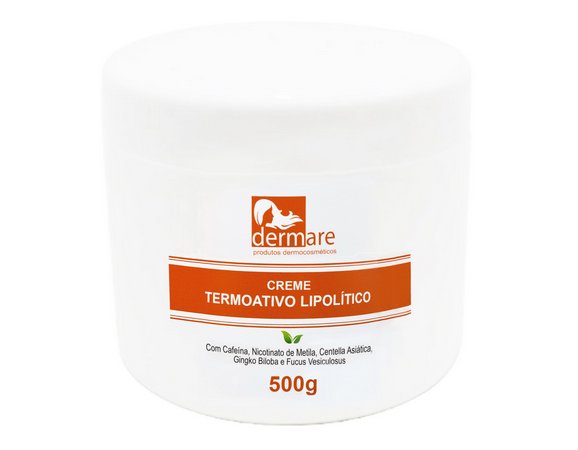 dermare
produtos dermocosméticos
CREME
TERMOATIVO LIPOLÍTICO
Com Cafeína, Nicotinato de Metila, Centella Asiática,
Gingko Biloba e Fucus Vesiculosus
500g